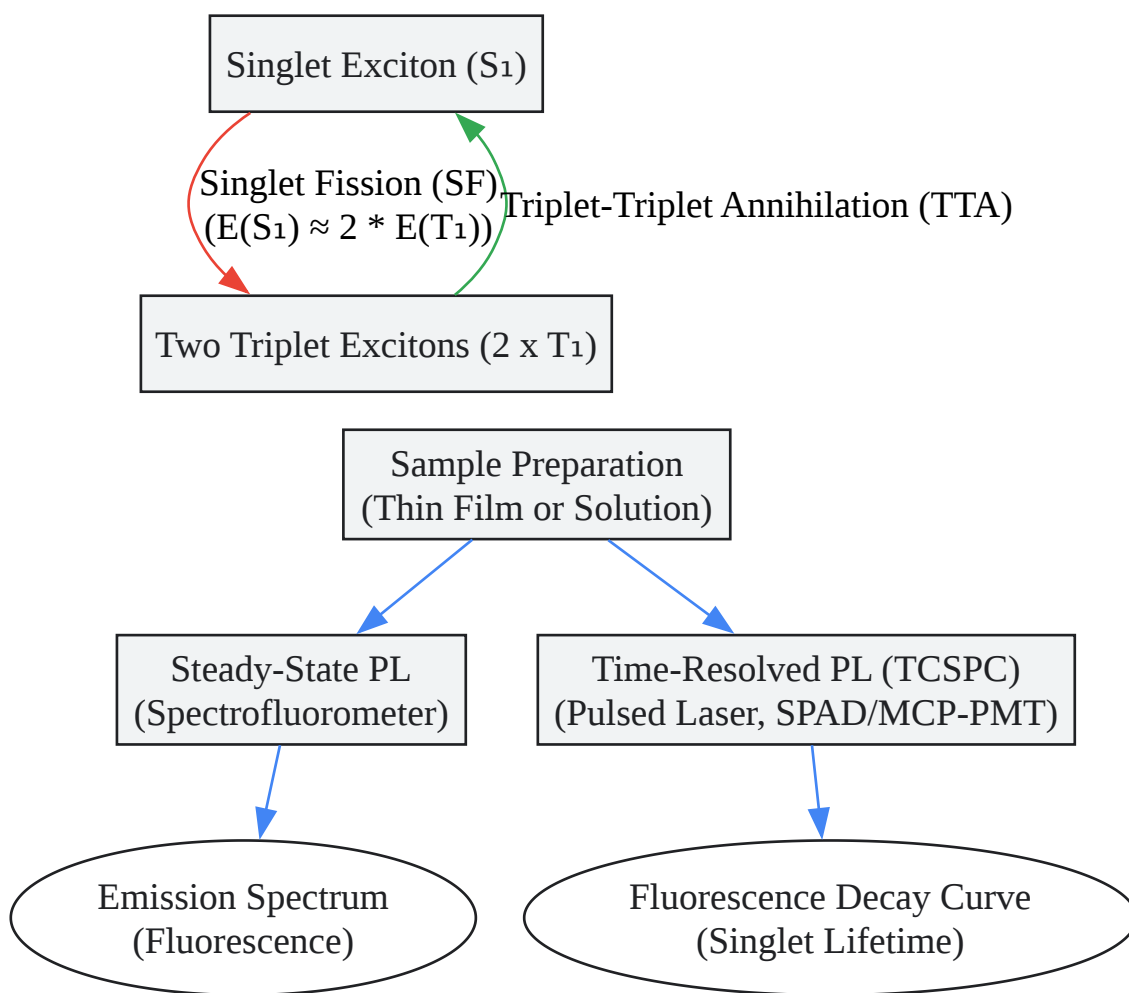 Singlet Exciton (S₁)
Singlet Fission (SF)
(E(S₁) ≈ 2 * E(T₁))
Triplet-Triplet Annihilation (TTA)
Two Triplet Excitons (2 x T₁)
Sample Preparation
(Thin Film or Solution)
Steady-State PL
(Spectrofluorometer)
Time-Resolved PL (TCSPC)
(Pulsed Laser, SPAD/MCP-PMT)
Emission Spectrum
(Fluorescence)
Fluorescence Decay Curve
(Singlet Lifetime)